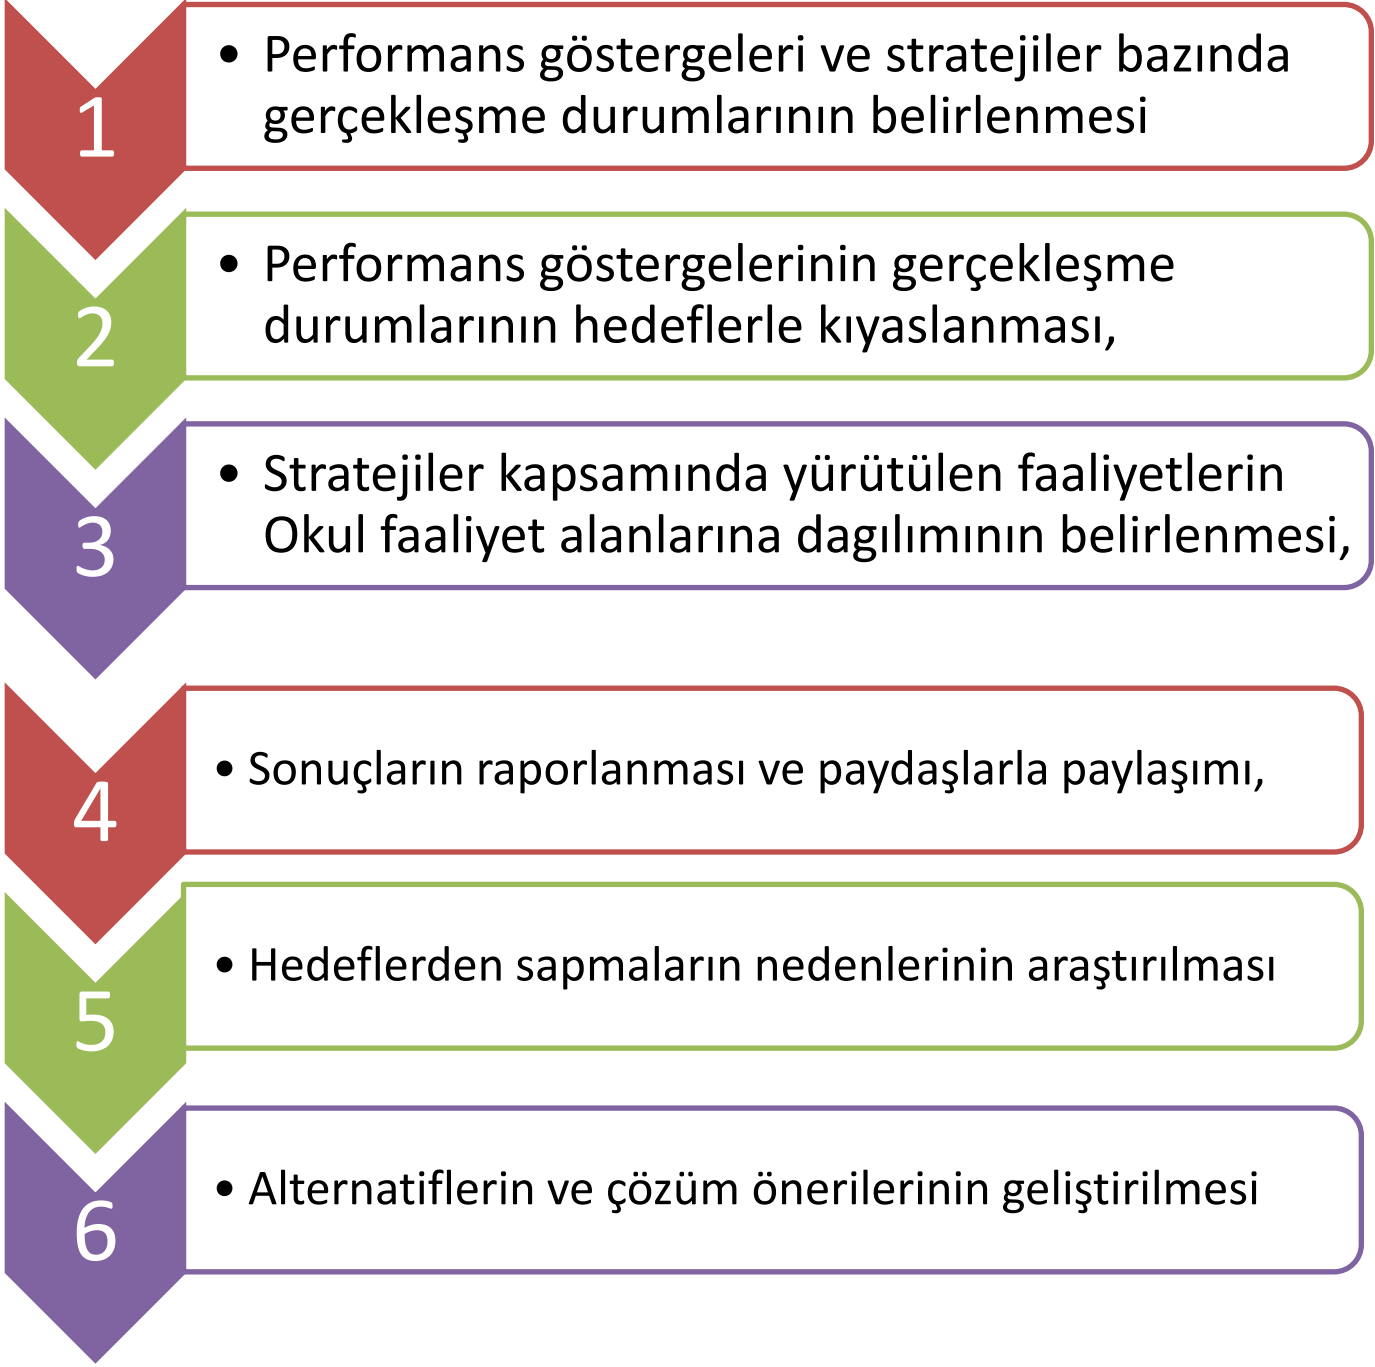 1
• Performans göstergeleri ve stratejiler bazında
gerçekleşme durumlarının belirlenmesi
2
• Performans göstergelerinin gerçekleşme
durumlarının hedeflerle kıyaslanması,
3
• Stratejiler kapsamında yürütülen faaliyetlerin
Okul faaliyet alanlarına dagılımının belirlenmesi,
4
• Sonuçların raporlanması ve paydaşlarla paylaşımı,
5
• Hedeflerden sapmaların nedenlerinin araştırılması
6
• Alternatiflerin ve çözüm önerilerinin geliştirilmesi